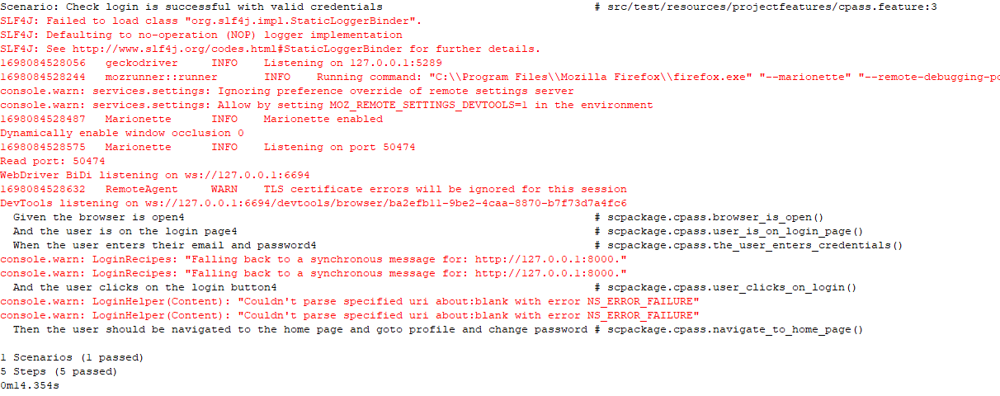 Scenario: Check login is successful with valid credentials # src/test/resources/projectfeatures/cpass.feature:3
SLF4J: Failed to load class "org.slf4j.impl.StaticLoggerBinder".
SLF4J: Defaulting to no-operation (NOP) logger implementation
SLF4J: See http://www.slf4j.org/codes.html#StaticLoggerBinder for further details.
1698084528056 geckodriver INFO Listening on 127.0.0.1:5289
1698084528244 mozrunner::runner INFO Running command: "C:\\Program Files\\Mozilla Firefox\\firefox.exe" "--marionette" "--remote-debugging-po
console.warn: services.settings: Ignoring preference override of remote settings server
console.warn: services.settings: Allow by setting MOZ_REMOTE_SETTINGS_DEVTOOLS=1 in the environment
1698084528487 Marionette INFO Marionette enabled
Dynamically enable window occlusion 0
1698084528575 Marionette INFO Listening on port 50474
Read port: 50474
WebDriver BiDi listening on ws://127.0.0.1:6694
1698084528632 RemoteAgent WARN TLS certificate errors will be ignored for this session
DevTools listening on ws://127.0.0.1:6694/devtools/browser/ba2efb11-9be2-4caa-8870-b7f73d7a4fc6
Given the browser is open4 # scpackage.cpass.browser_is_open()
And the user is on the login page4 # scpackage.cpass.user_is_on_login_page()
When the user enters their email and password4 # scpackage.cpass.the_user_enters_credentials()
console.warn: LoginRecipes: "Falling back to a synchronous message for: http://127.0.0.1:8000."
console.warn: LoginRecipes: "Falling back to a synchronous message for: http://127.0.0.1:8000."
And the user clicks on the login button4 # scpackage.cpass.user_clicks_on_login()
console.warn: LoginHelper(Content): "Couldn't parse specified uri about:blank with error NS_ERROR_FAILURE"
console.warn: LoginHelper(Content): "Couldn't parse specified uri about:blank with error NS_ERROR_FAILURE"
Then the user should be navigated to the home page and goto profile and change password # scpackage.cpass.navigate_to_home_page()
1 Scenarios (1 passed)
5 Steps (5 passed)
0m14.354s